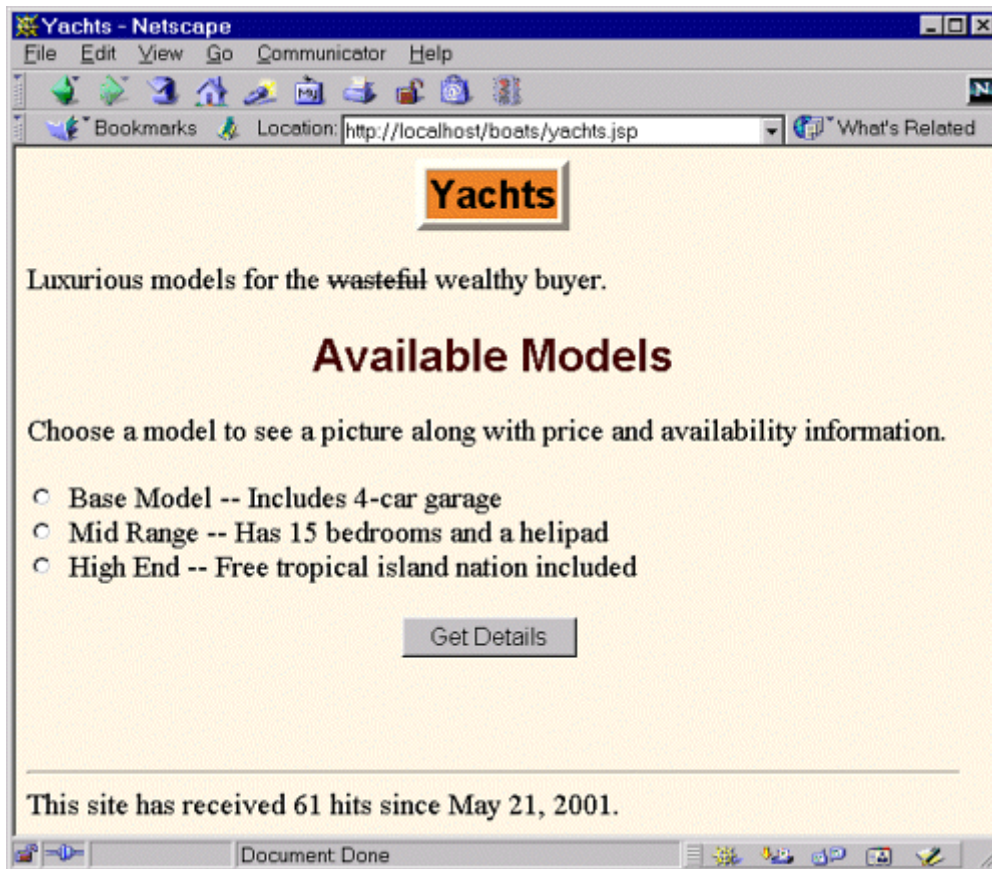 Yachts - Netscape
File Edit View Go Communicator Help
My
N
Bookmarks Location: http://localhost/boats/yachts.jsp What's Related
Yachts
Luxurious models for the wasteful wealthy buyer.
Available Models
Choose a model to see a picture along with price and availability information.
Base Model -- Includes 4-car garage
Mid Range -- Has 15 bedrooms and a helipad
High End -- Free tropical island nation included
Get Details
This site has received 61 hits since May 21, 2001.
Document: Done